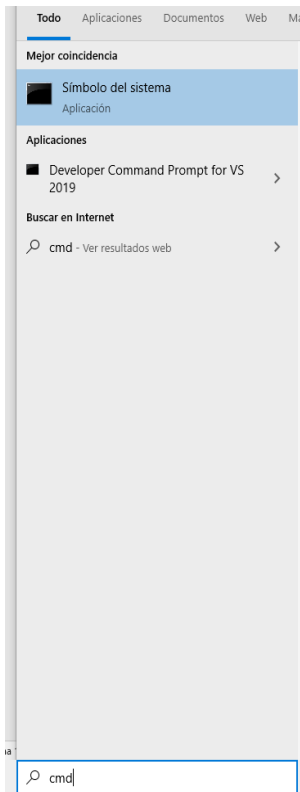 Todo Aplicaciones Documentos Web
Mejor coincidencia
Símbolo del sistema
Aplicación
Aplicaciones
Developer Command Prompt for VS
2019
Buscar en Internet
cmd - Ver resultados web
cmd